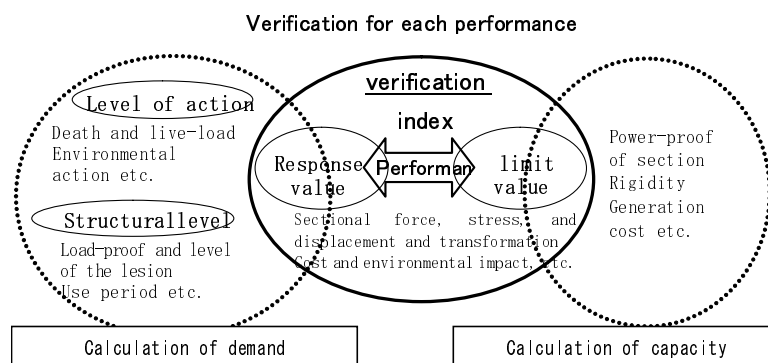 Verification for each performance
Level of action
Death and live-load
Environmental
action etc.
Structurallevel
Load-proof and level
of the lesion
Use period etc.
verification
index
Response
value
Performan
limit
value
Sectional force, stress, and
displacement and transformation
Cost and environmental impact, etc.
Power-proof
of section
Rigidity
Generation
cost etc.
Calculation of demand
Calculation of capacity